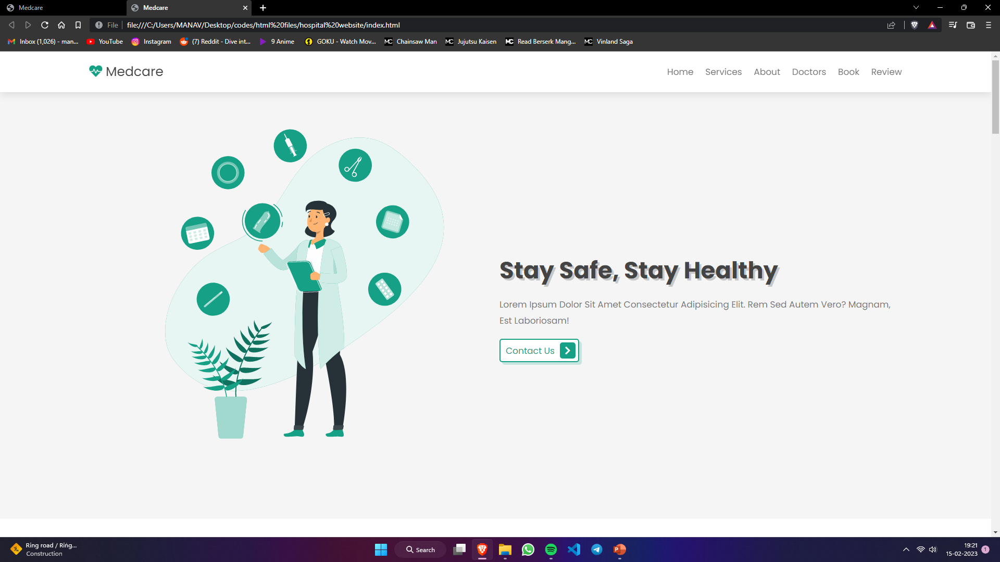 Medcare
Medcare
File
file:///C:/Users/MANAV/Desktop/codes/html%20files/hospital%20website/index.html
Inbox (1,026) - man... YouTube Instagram (7) Reddit - Dive int... 9 Anime GOKU - Watch Mov... MC Chainsaw Man MC Jujutsu Kaisen MC Read Berserk Mang... MC Vinland Saga
Medcare
Home Services About Doctors Book Review
Stay Safe, Stay Healthy
Lorem Ipsum Dolor Sit Amet Consectetur Adipisicing Elit. Rem Sed Autem Vero? Magnam,
Est Laboriosam!
Contact Us
Ring road / Ring...
Construction
Search
P
19:21
15-02-2023
1